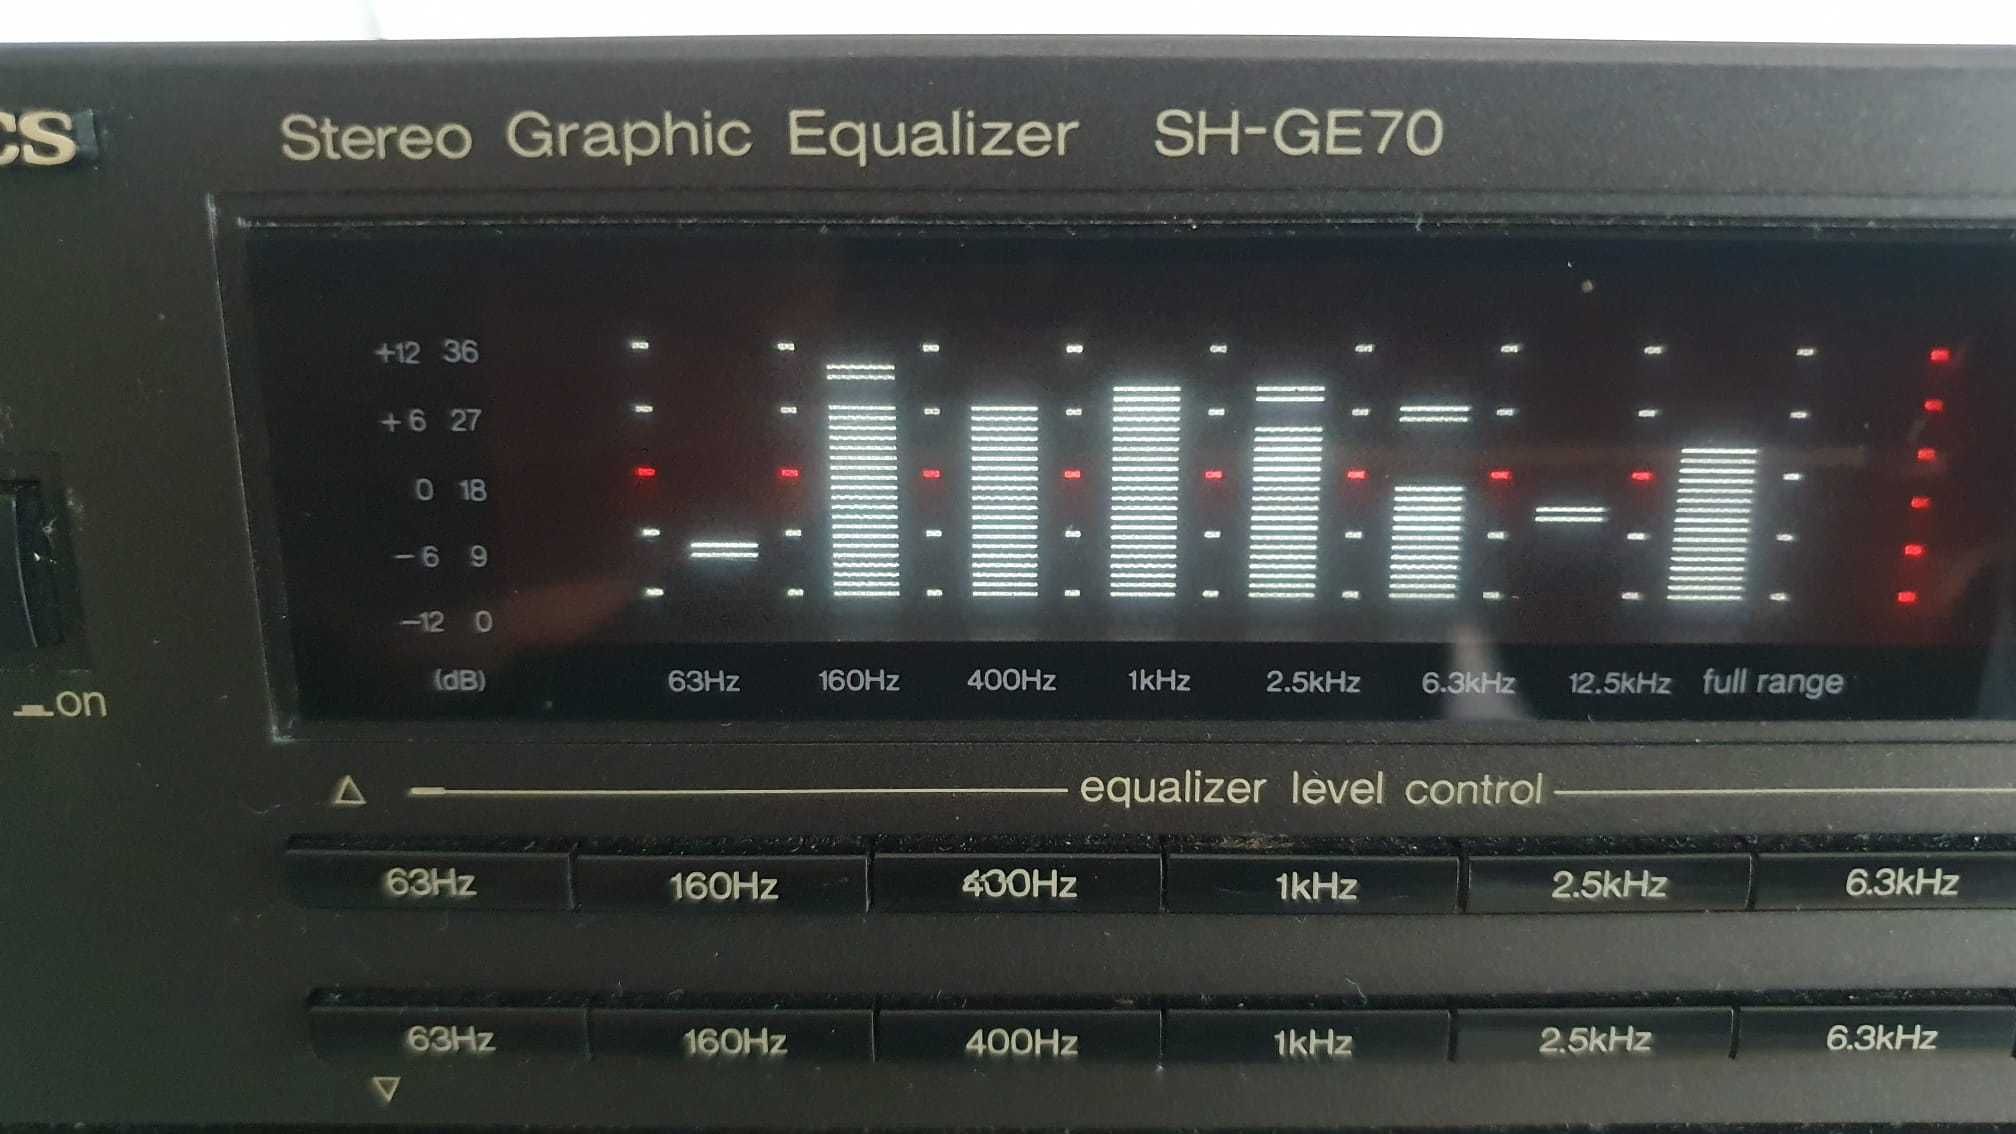 cs
Stereo Graphic Equalizer SH-GE70
+12 36
+6 27
0 18
−6 9
−12 0
(dB) 63Hz 160Hz 400Hz 1kHz 2.5kHz 6.3kHz 12.5kHz full range
on
equalizer level control
63Hz 160Hz 400Hz 1kHz 2.5kHz 6.3kHz
63Hz 160Hz 400Hz 1kHz 2.5kHz 6.3kHz